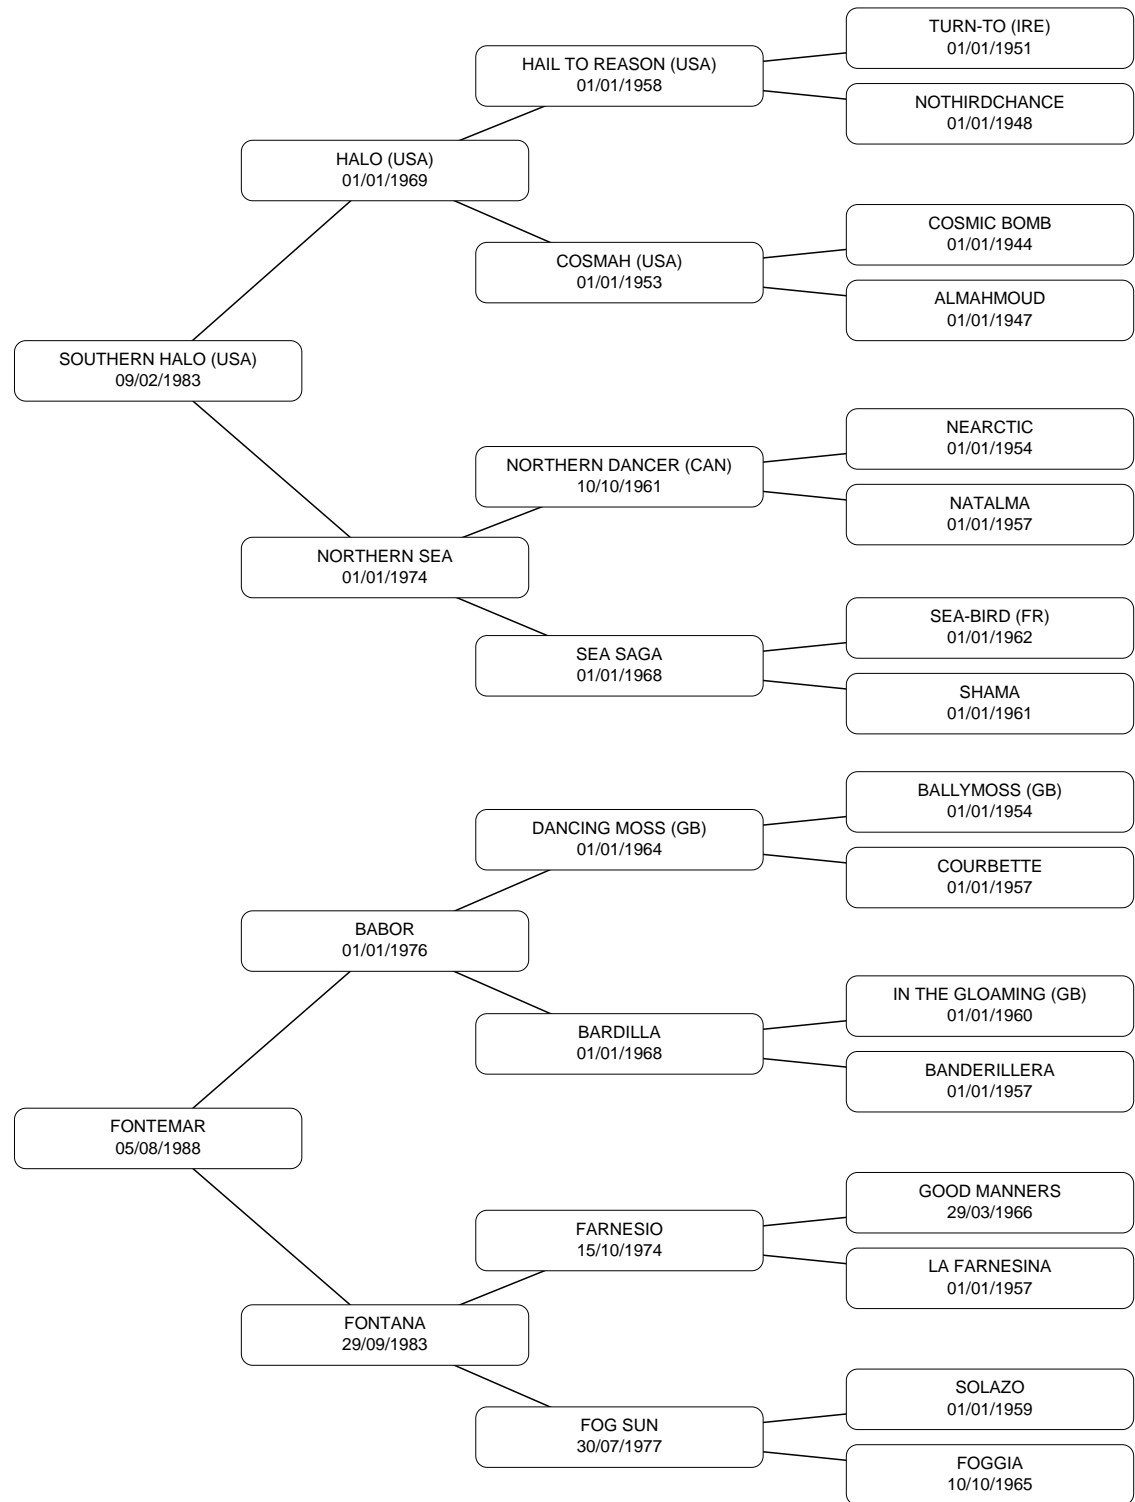 TURN-TO (IRE)
01/01/1951
HAIL TO REASON (USA)
01/01/1958
NOTHIRDCHANCE
01/01/1948
HALO (USA)
01/01/1969
COSMIC BOMB
01/01/1944
COSMAH (USA)
01/01/1953
ALMAHMOUD
01/01/1947
SOUTHERN HALO (USA)
09/02/1983
NEARCTIC
01/01/1954
NORTHERN DANCER (CAN)
10/10/1961
NATALMA
01/01/1957
NORTHERN SEA
01/01/1974
SEA-BIRD (FR)
01/01/1962
SEA SAGA
01/01/1968
SHAMA
01/01/1961
BALLYMOSS (GB)
01/01/1954
DANCING MOSS (GB)
01/01/1964
COURBETTE
01/01/1957
BABOR
01/01/1976
IN THE GLOAMING (GB)
01/01/1960
BARDILLA
01/01/1968
BANDERILLERA
01/01/1957
FONTEMAR
05/08/1988
GOOD MANNERS
29/03/1966
FARNESIO
15/10/1974
LA FARNESINA
01/01/1957
FONTANA
29/09/1983
SOLAZO
01/01/1959
FOG SUN
30/07/1977
FOGGIA
10/10/1965